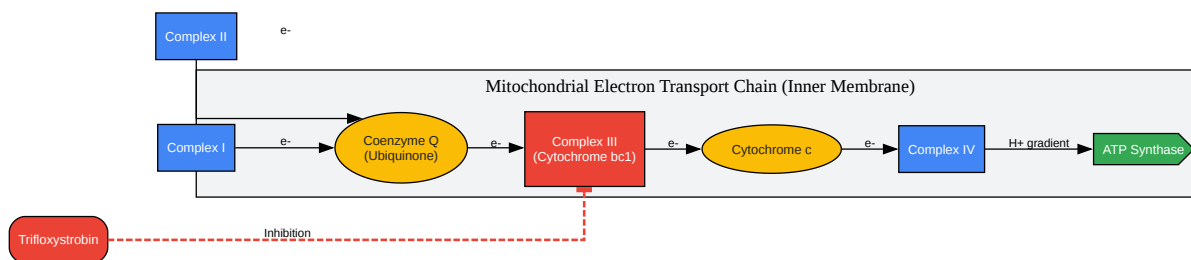 Complex II
e-
Mitochondrial Electron Transport Chain (Inner Membrane)
Complex I
e-
Coenzyme Q
(Ubiquinone)
e-
Complex III
(Cytochrome bc1)
e-
Cytochrome c
e-
Complex IV
H+ gradient
ATP Synthase
Trifloxystrobin
Inhibition